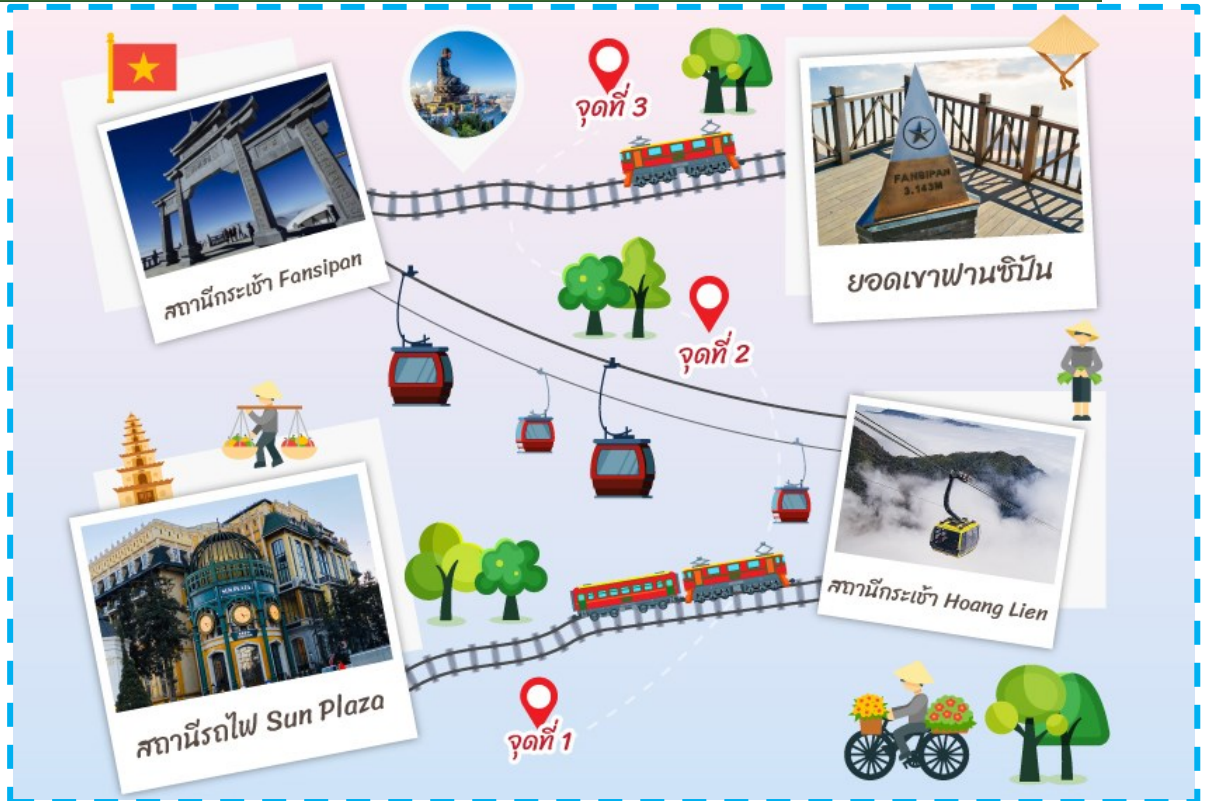 จุดที่ 3
FANSIPAN
3.143M
สถานีกระเช้า Fansipan
ยอดเขาฟานซิปัน
จุดที่ 2
สถานีกระเช้า Hoang Lien
SUN PLAZA
สถานีรถไฟ Sun Plaza
จุดที่ 1